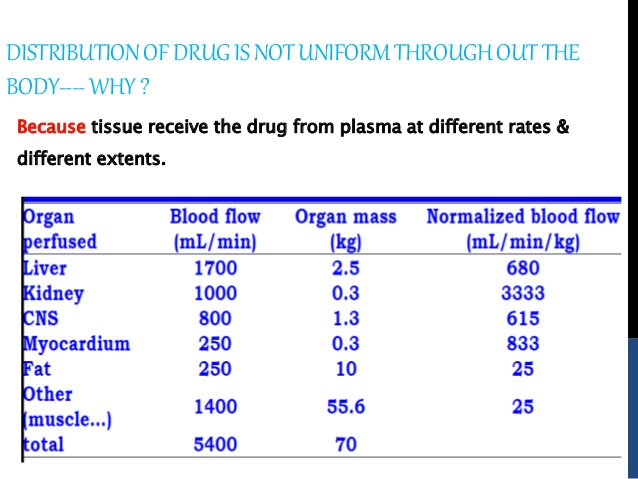 DISTRIBUTION OF DRUG IS NOT UNIFORM THROUGH OUT THE
BODY---- WHY ?
Because tissue receive the drug from plasma at different rates &
different extents.
Organ perfused Blood flow (mL/min) Organ mass (kg) Normalized blood flow (mL/min/kg)
Liver 1700 2.5 680
Kidney 1000 0.3 3333
CNS 800 1.3 615
Myocardium 250 0.3 833
Fat 250 10 25
Other (muscle...) 1400 55.6 25
total 5400 70